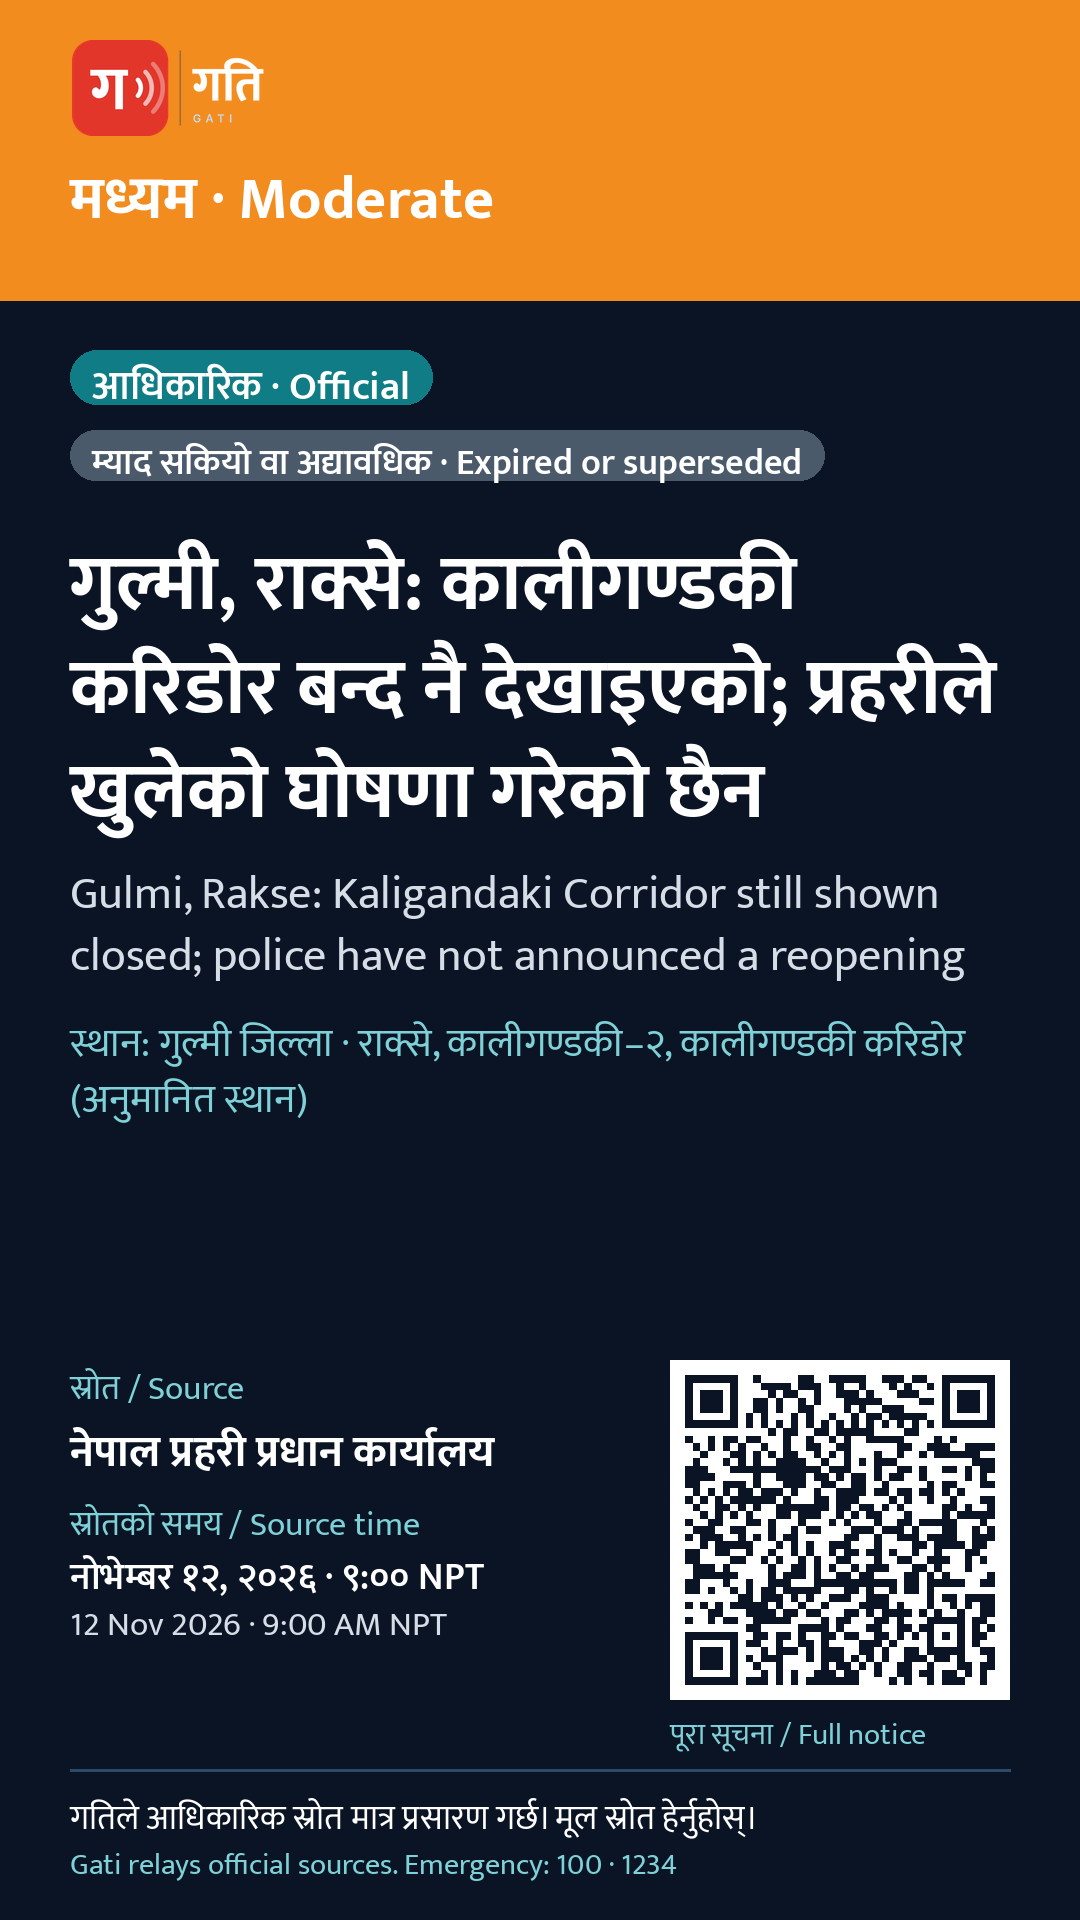 ग
गति
GATI
मध्यम · Moderate
आधिकारिक · Official
म्याद सकियो वा अद्यावधिक · Expired or superseded
गुल्मी, राक्से: कालीगण्डकी
करिडोर बन्द नै देखाइएको; प्रहरीले
खुलेको घोषणा गरेको छैन
Gulmi, Rakse: Kaligandaki Corridor still shown
closed; police have not announced a reopening
स्थान: गुल्मी जिल्ला · राक्से, कालीगण्डकी–२, कालीगण्डकी करिडोर
(अनुमानित स्थान)
स्रोत / Source
नेपाल प्रहरी प्रधान कार्यालय
स्रोतको समय / Source time
नोभेम्बर १२, २०२६ · ९:०० NPT
12 Nov 2026 · 9:00 AM NPT
पूरा सूचना / Full notice
गतिले आधिकारिक स्रोत मात्र प्रसारण गर्छ। मूल स्रोत हेर्नुहोस्।
Gati relays official sources. Emergency: 100 · 1234